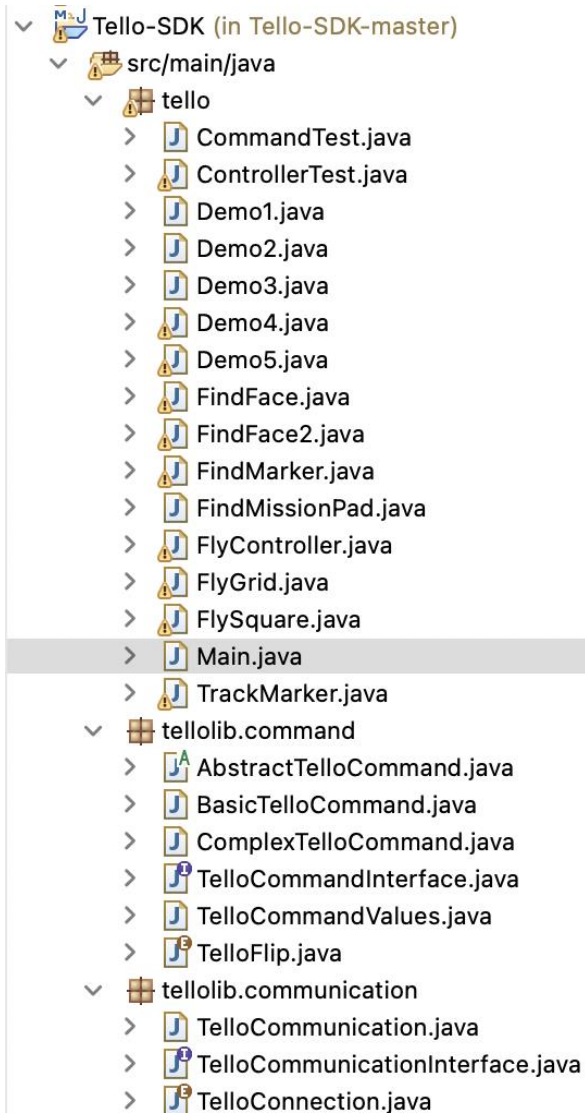 Tello-SDK (in Tello-SDK-master)
src/main/java
tello
CommandTest.java
ControllerTest.java
Demo1.java
Demo2.java
Demo3.java
Demo4.java
Demo5.java
FindFace.java
FindFace2.java
FindMarker.java
FindMissionPad.java
FlyController.java
FlyGrid.java
FlySquare.java
Main.java
TrackMarker.java
tellolib.command
AbstractTelloCommand.java
BasicTelloCommand.java
ComplexTelloCommand.java
TelloCommandInterface.java
TelloCommandValues.java
TelloFlip.java
tellolib.communication
TelloCommunication.java
TelloCommunicationInterface.java
TelloConnection.java